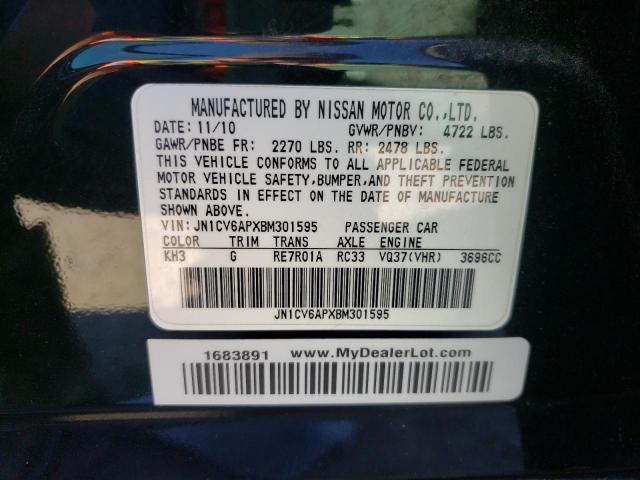 MANUFACTURED BY NISSAN MOTOR CO.,LTD.
DATE: 11/10 GVWR/PNBV: 4722 LBS.
GAWR/PNBE FR: 2270 LBS. RR: 2478 LBS.
THIS VEHICLE CONFORMS TO ALL APPLICABLE FEDERAL
MOTOR VEHICLE SAFETY, BUMPER, AND THEFT PREVENTION
STANDARDS IN EFFECT ON THE DATE OF MANUFACTURE
SHOWN ABOVE.
VIN: JN1CV6APXBM301595 PASSENGER CAR
COLOR TRIM TRANS AXLE ENGINE
KH3 G RE7R01A RC33 VQ37(VHR) 3696CC
JN1CV6APXBM301595
1683891 www.MyDealerLot.com